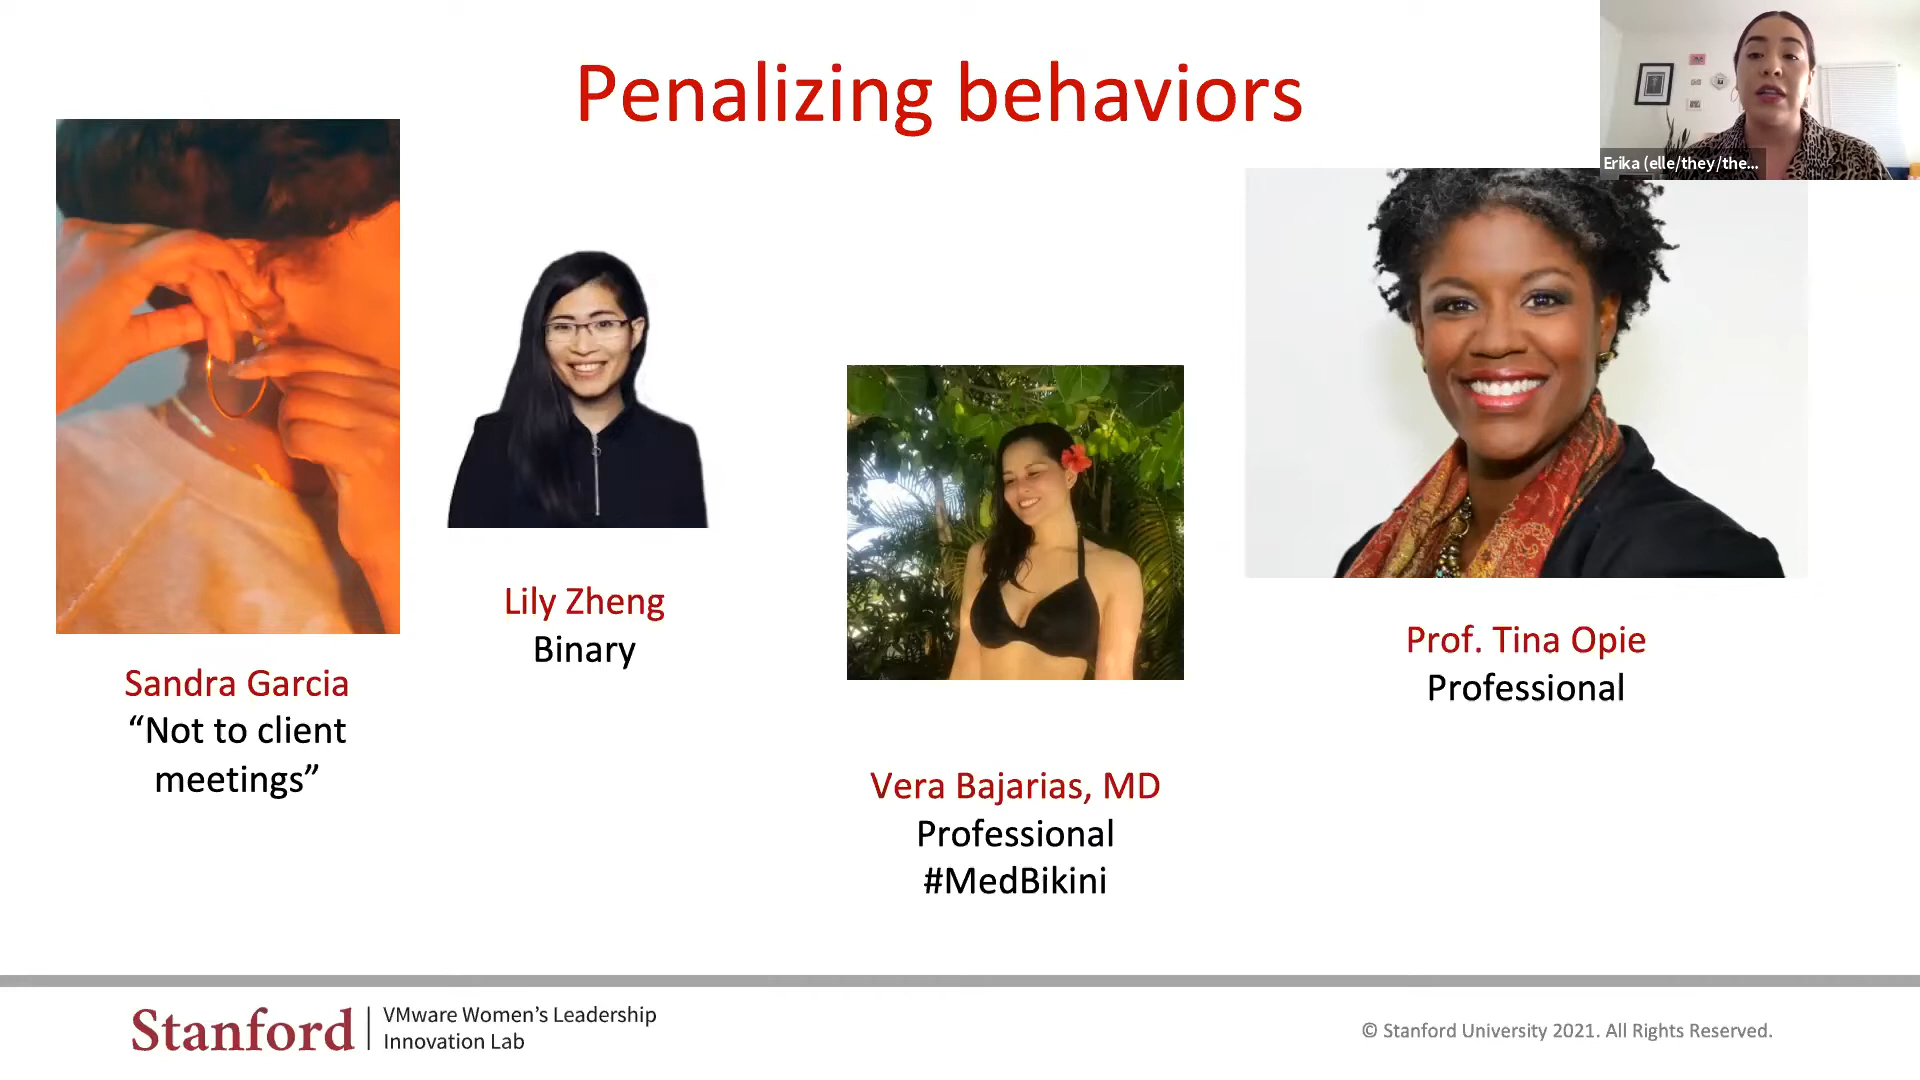 Penalizing behaviors
Erika (elle/they/the...
Sandra Garcia
“Not to client
meetings”
Lily Zheng
Binary
Vera Bajarias, MD
Professional
#MedBikini
Prof. Tina Opie
Professional
Stanford
VMware Women’s Leadership
Innovation Lab
© Stanford University 2021. All Rights Reserved.